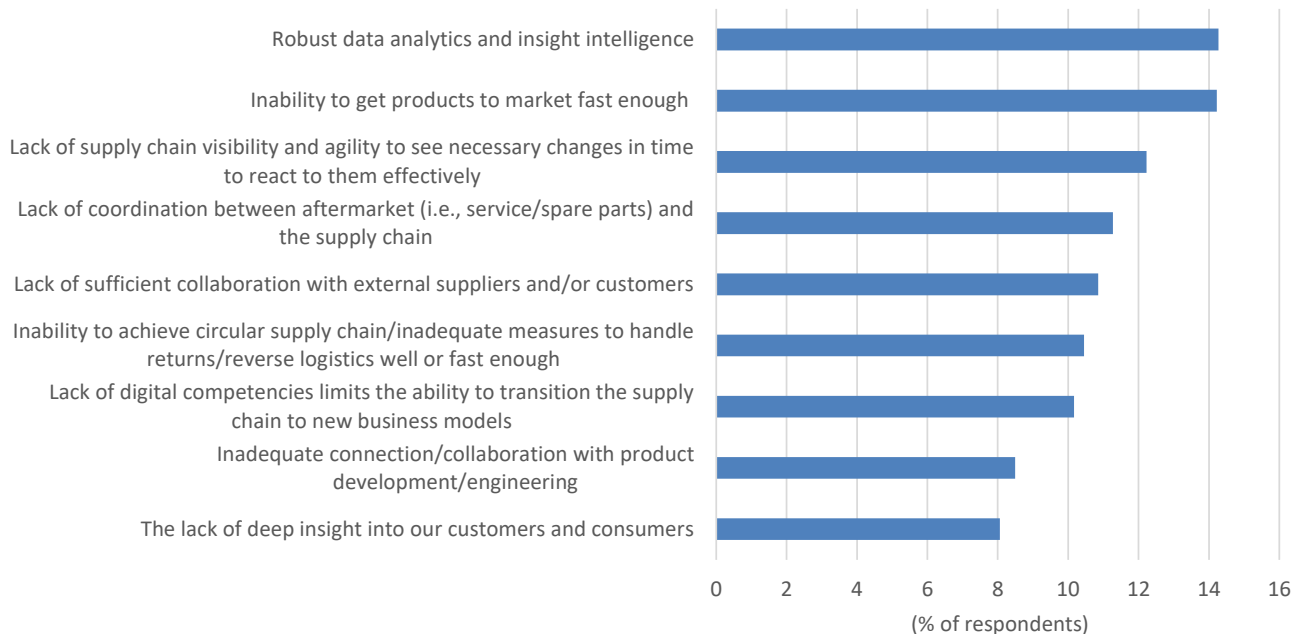 Robust data analytics and insight intelligence
Inability to get products to market fast enough
Lack of supply chain visibility and agility to see necessary changes in time
to react to them effectively
Lack of coordination between aftermarket (i.e., service/spare parts) and
the supply chain
Lack of sufficient collaboration with external suppliers and/or customers
Inability to achieve circular supply chain/inadequate measures to handle
returns/reverse logistics well or fast enough
Lack of digital competencies limits the ability to transition the supply
chain to new business models
Inadequate connection/collaboration with product
development/engineering
The lack of deep insight into our customers and consumers
0 2 4 6 8 10 12 14 16
(% of respondents)